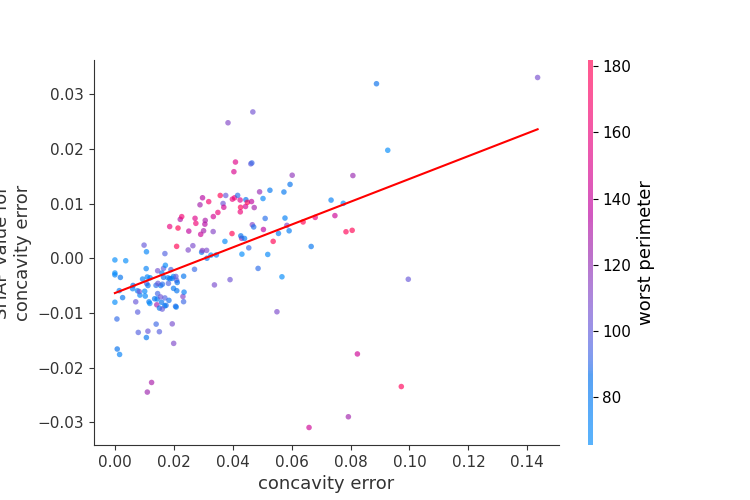 0.03
0.02
0.01
0.00
−0.01
−0.02
−0.03
SHAP value for
concavity error
0.00 0.02 0.04 0.06 0.08 0.10 0.12 0.14
concavity error
180
160
140
120
100
80
worst perimeter